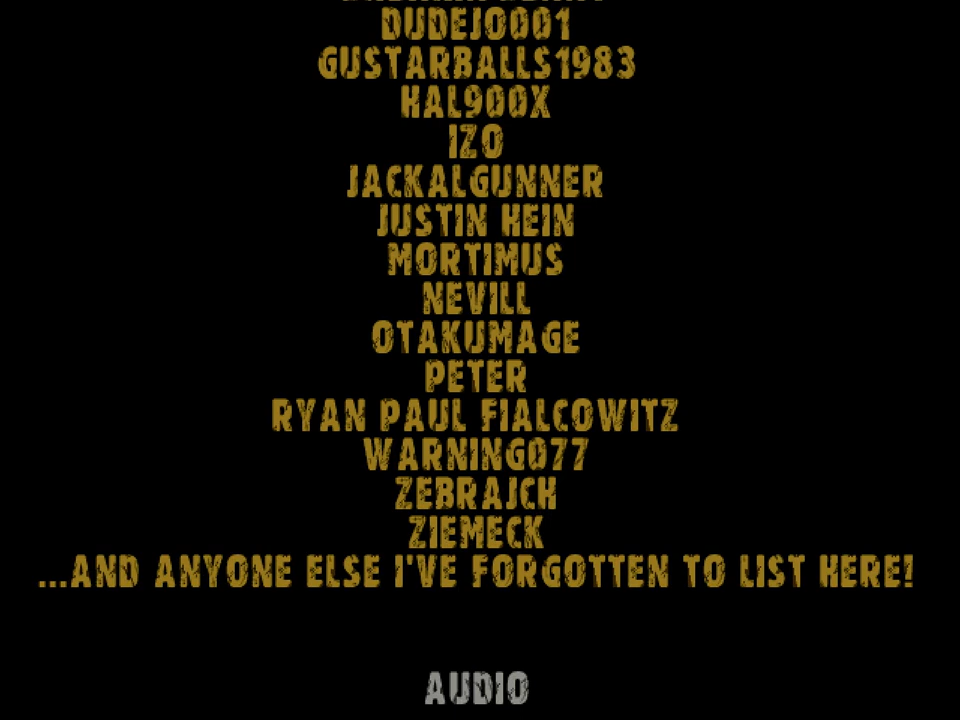 DUDEJO001
GUSTARBALLS1983
HAL900X
IZO
JACKALGUNNER
JUSTIN HEIN
MORTIMUS
NEVILL
OTAKUMAGE
PETER
RYAN PAUL FIALCOWITZ
WARNING077
ZEBRAJCH
ZIEMECK
...AND ANYONE ELSE I'VE FORGOTTEN TO LIST HERE!
AUDIO